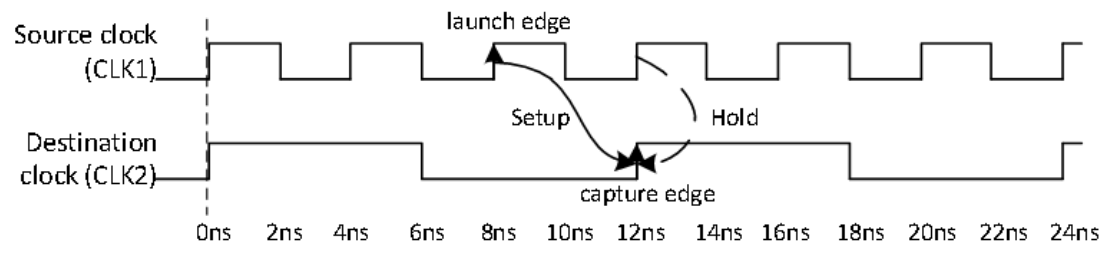 launch edge
Source clock
(CLK1)
Setup
Hold
Destination
clock (CLK2)
capture edge
0ns 2ns 4ns 6ns 8ns 10ns 12ns 14ns 16ns 18ns 20ns 22ns 24ns